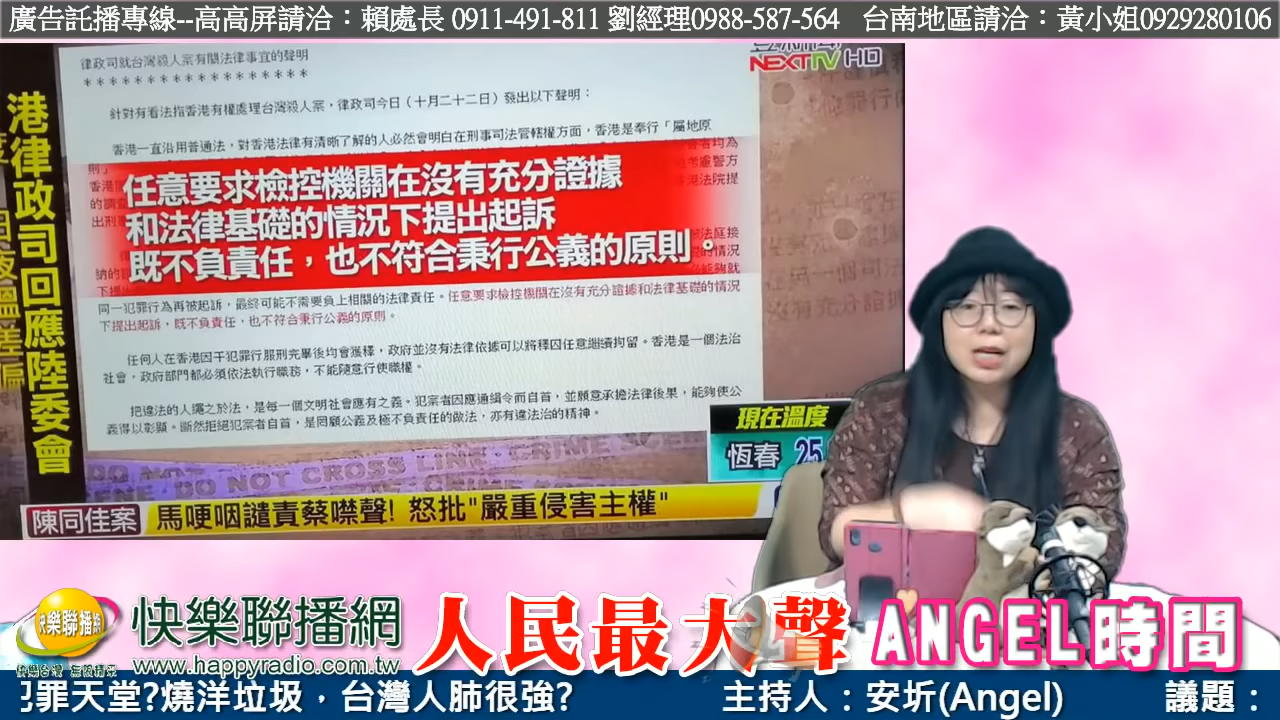 廣告託播專線--高高屏請洽：賴處長 0911-491-811 劉經理0988-587-564 台南地區請洽：黃小姐0929280106
NEXTTV HD
港律政司回應陸委會
律政司就台灣殺人案有關法律事宜的聲明
******************
針對有看法指香港有權處理台灣殺人案，律政司今日（十月二十二日）發出以下聲明：
香港一直沿用普通法，對香港法律有清晰了解的人必然會明白在刑事司法管轄權方面，香港是奉行「屬地原
任意要求檢控機關在沒有充分證據
和法律基礎的情況下提出起訴
既不負責任，也不符合秉行公義的原則。
同一犯罪行為再被起訴，最終可能不需要負上相關的法律責任。任意要求檢控機關在沒有充分證據和法律基礎的情況
下提出起訴，既不負責任，也不符合秉行公義的原則。
任何人在香港因干犯罪行服刑完畢後均會獲釋，政府並沒有法律依據可以將釋囚任意繼續拘留。香港是一個法治
社會，政府部門都必須依法執行職務，不能隨意行使職權。
把違法的人繩之於法，是每一個文明社會應有之義。犯案者因應通緝令而自首，並願意承擔法律後果，能夠使公
義得以彰顯。斷然拒絕犯案者自首，是罔顧公義及極不負責任的做法，亦有違法治的精神。
現在溫度
恆春 25
DO NOT CROSS LINE
陳同佳案 馬哽咽譴責蔡噤聲! 怒批"嚴重侵害主權"
快樂聯播網
快樂聯播網
www.happyradio.com.tw
人民最大聲 ANGEL時間
犯罪天堂?燒洋垃圾，台灣人肺很強? 主持人：安圻(Angel) 議題：